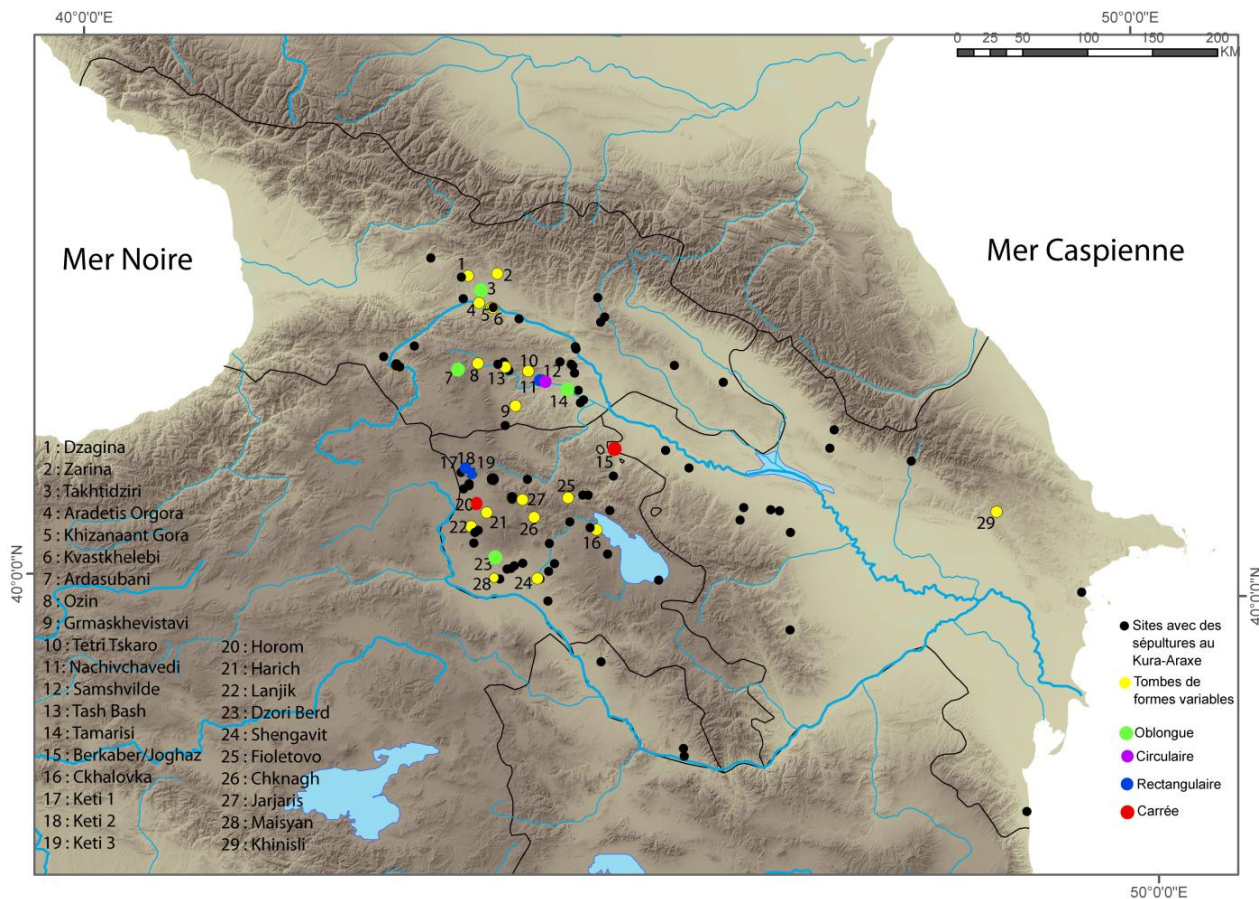 40°0'0"E
50°0'0"E
0 25 50 100 150 200
KM
Mer Noire
Mer Caspienne
1
2
3
4
5
6
7
8
13
10
11
12
14
9
15
17
18
19
20
21
22
27
25
26
16
23
28
24
29
40°0'0"N
40°0'0"N
1 : Dzagina
2 : Zarina
3 : Takhtidziri
4 : Aradetis Orgora
5 : Khizanaant Gora
6 : Kvastkhelebi
7 : Ardasubani
8 : Ozin
9 : Grmaskhevistavi
10 : Tetri Tskaro
11 : Nachivchavedi
12 : Samshvilde
13 : Tash Bash
14 : Tamarisi
15 : Berkaber/Joghaz
16 : Ckhalovka
17 : Keti 1
18 : Keti 2
19 : Keti 3
20 : Horom
21 : Harich
22 : Lanjik
23 : Dzori Berd
24 : Shengavit
25 : Fioletovo
26 : Chknagh
27 : Jarjaris
28 : Maisyan
29 : Khinisli
Sites avec des
sépultures au
Kura-Araxe
Tombes de
formes variables
Oblongue
Circulaire
Rectangulaire
Carrée
50°0'0"E